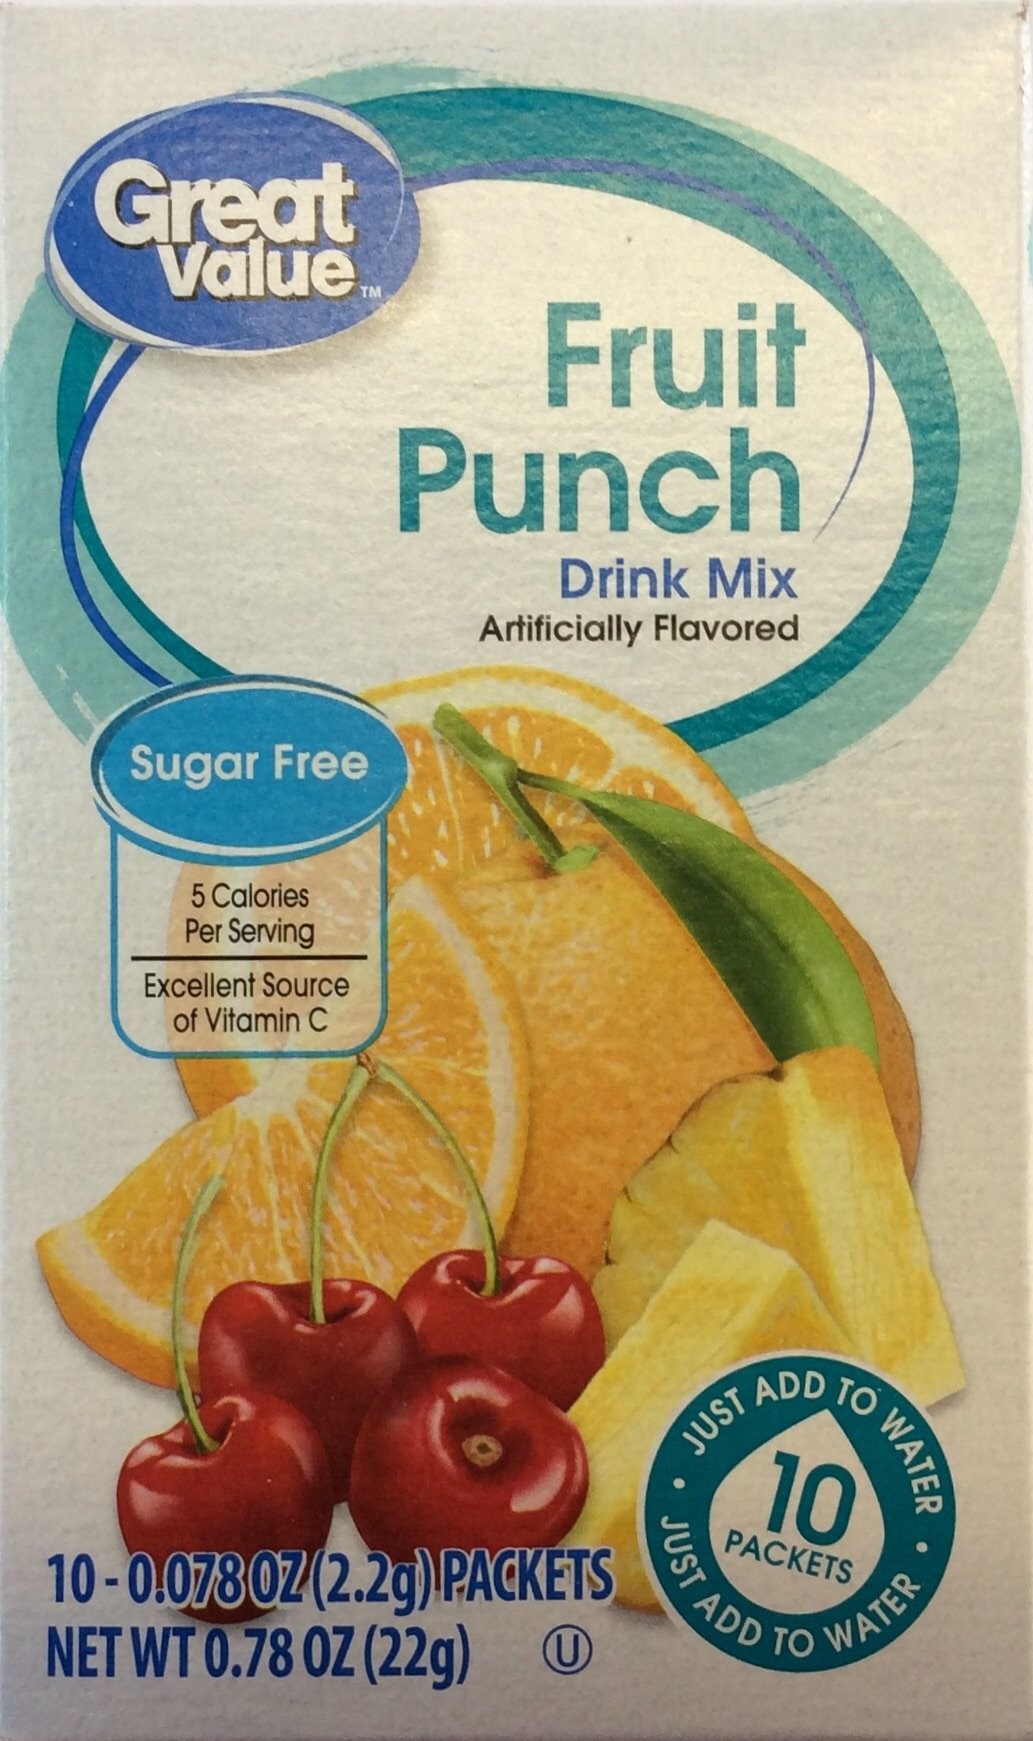 Great
Value™
Fruit
Punch
Drink Mix
Artificially Flavored
Sugar Free
5 Calories
Per Serving
Excellent Source
of Vitamin C
JUST ADD TO WATER
10
PACKETS
JUST ADD TO WATER
10 - 0.078 OZ (2.2g) PACKETS
NET WT 0.78 OZ (22g) Ⓤ